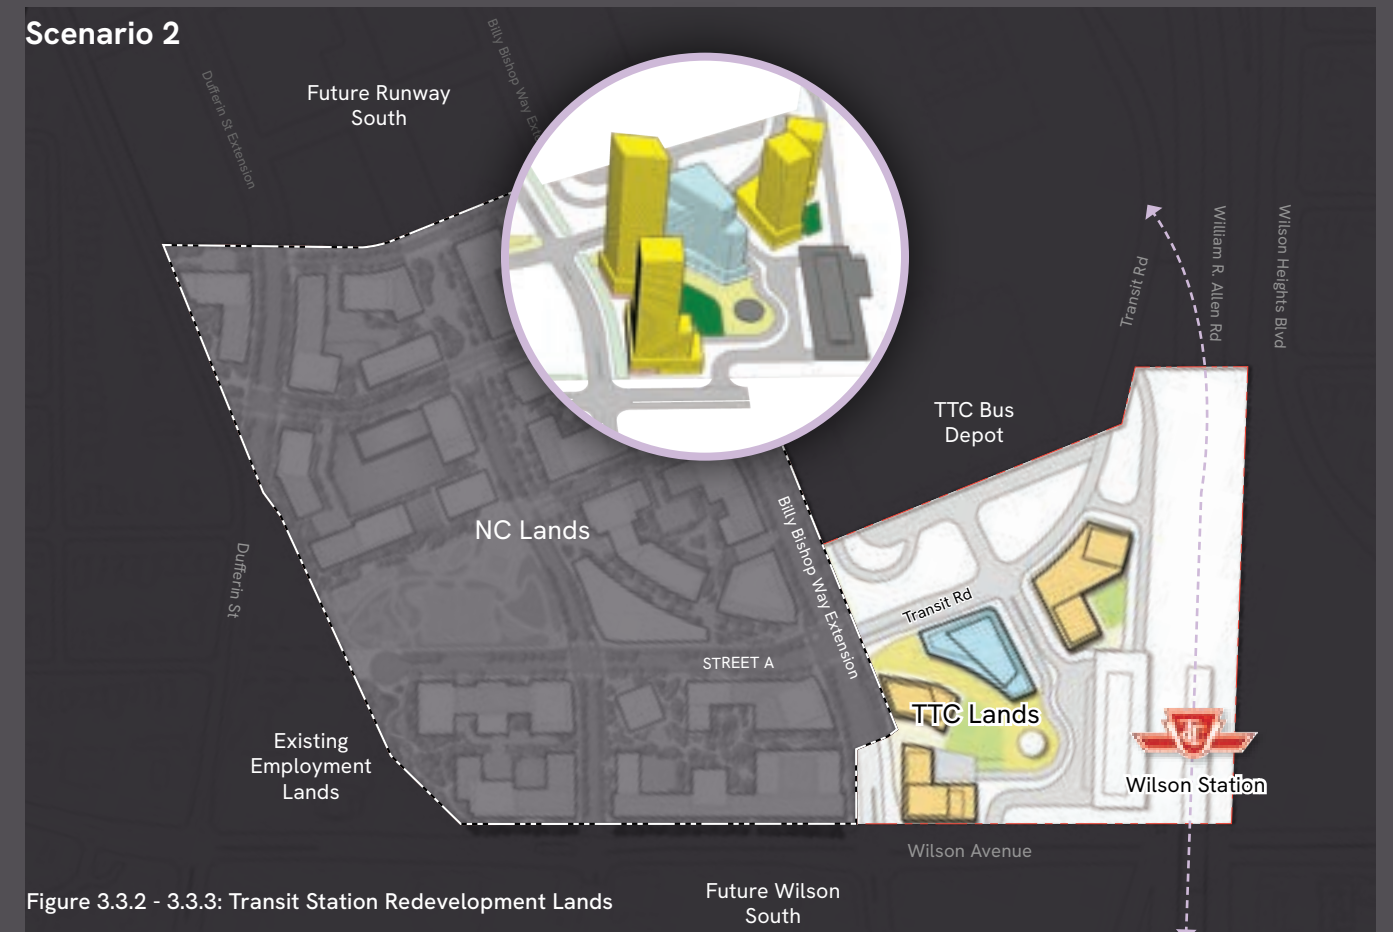 Scenario 2
Future Runway
South
Dufferin St Extension
Billy Bishop Way Exte
Transit Rd
William R. Allen Rd
Wilson Heights Blvd
TTC Bus
Depot
NC Lands
Billy Bishop Way Extension
Transit Rd
Dufferin St
STREET A
TTC Lands
Existing
Employment
Lands
Wilson Station
Wilson Avenue
Figure 3.3.2 - 3.3.3: Transit Station Redevelopment Lands
Future Wilson
South